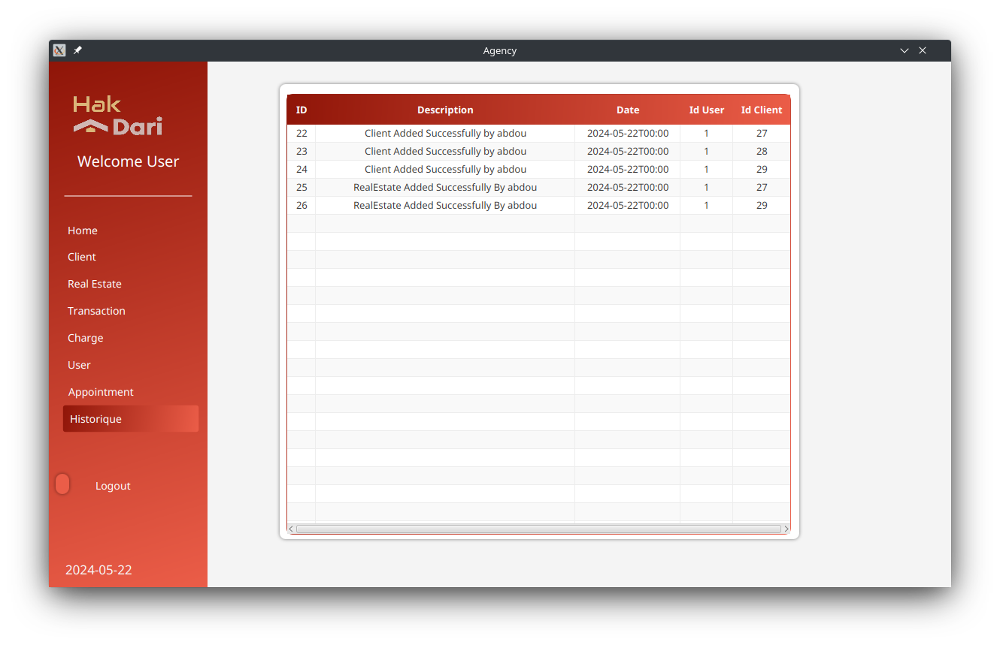 Agency
Hak
Dari
Welcome User
Home
Client
Real Estate
Transaction
Charge
User
Appointment
Historique
Logout
2024-05-22
ID Description Date Id User Id Client
22 Client Added Successfully by abdou 2024-05-22T00:00 1 27
23 Client Added Successfully by abdou 2024-05-22T00:00 1 28
24 Client Added Successfully by abdou 2024-05-22T00:00 1 29
25 RealEstate Added Successfully By abdou 2024-05-22T00:00 1 27
26 RealEstate Added Successfully By abdou 2024-05-22T00:00 1 29